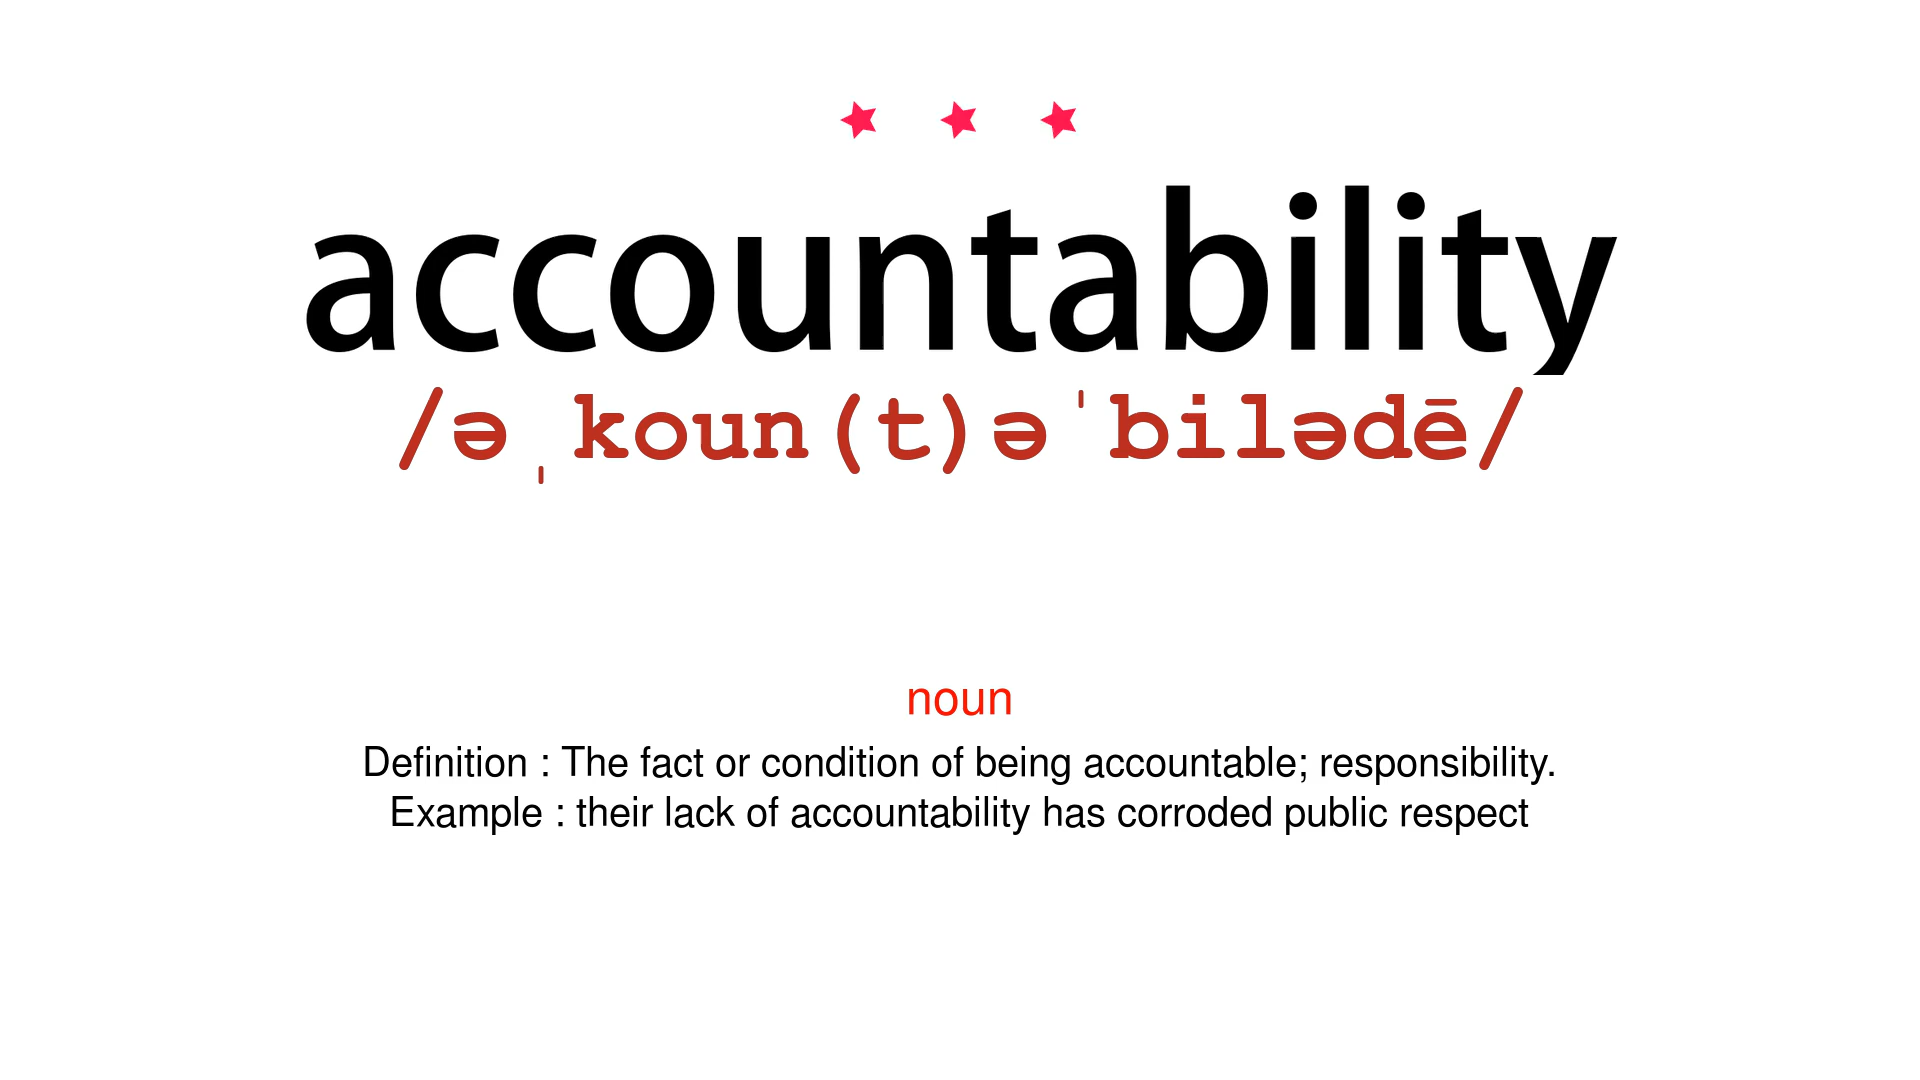 accountability
/əˌkoun(t)əˈbilədē/
noun
Definition : The fact or condition of being accountable; responsibility.
Example : their lack of accountability has corroded public respect